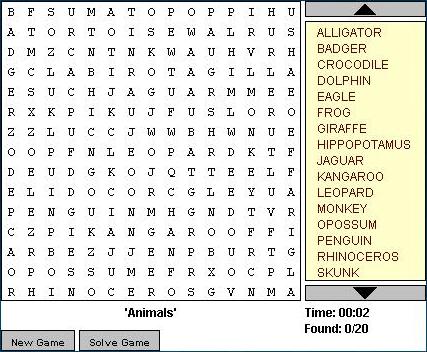 B F S U M A T O P O P P I H U
A T O R T O I S E W A L R U S
D M Z C N T N K W A U H V R H
G C L A B I R O T A G I L L A
E S U C H J A G U A R M M E E
R X K P I K U J F U S L O R O
Z Z L U C C J W W B H W N U E
O O P F N L E O P A R D K T F
D E U D G K O J Q T T E E L F
E L I D O C O R C G L E Y U A
P E N G U I N M H G N D T V R
C Z P I K A N G A R O O F F I
A R B E Z J J E N P B U R T G
O P O S S U M E F R X O C P L
R H I N O C E R O S G V N M A
ALLIGATOR
BADGER
CROCODILE
DOLPHIN
EAGLE
FROG
GIRAFFE
HIPPOPOTAMUS
JAGUAR
KANGAROO
LEOPARD
MONKEY
OPOSSUM
PENGUIN
RHINOCEROS
SKUNK
'Animals'
Time: 00:02
Found: 0/20
New Game
Solve Game